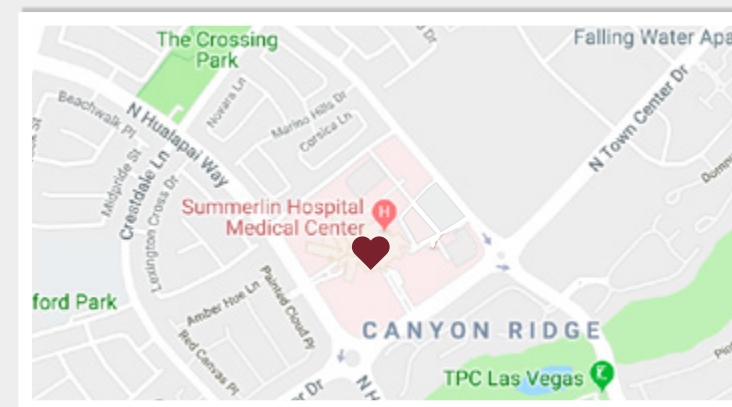 The Crossing
Park
Dr
Falling Water Apa
Novara Ln
Beachwalk Pl
N Hualapai Way
Marino Hills Dr
Corsica Ln
N Town Center Dr
Midpride St
Crestdale Ln
Lexington Cross Dr
Summerlin Hospital
Medical Center
H
ford Park
Amber Hue Ln
Painted Cloud Pl
Red Canvas Pl
CANYON RIDGE
TPC Las Vegas
Dr
N H